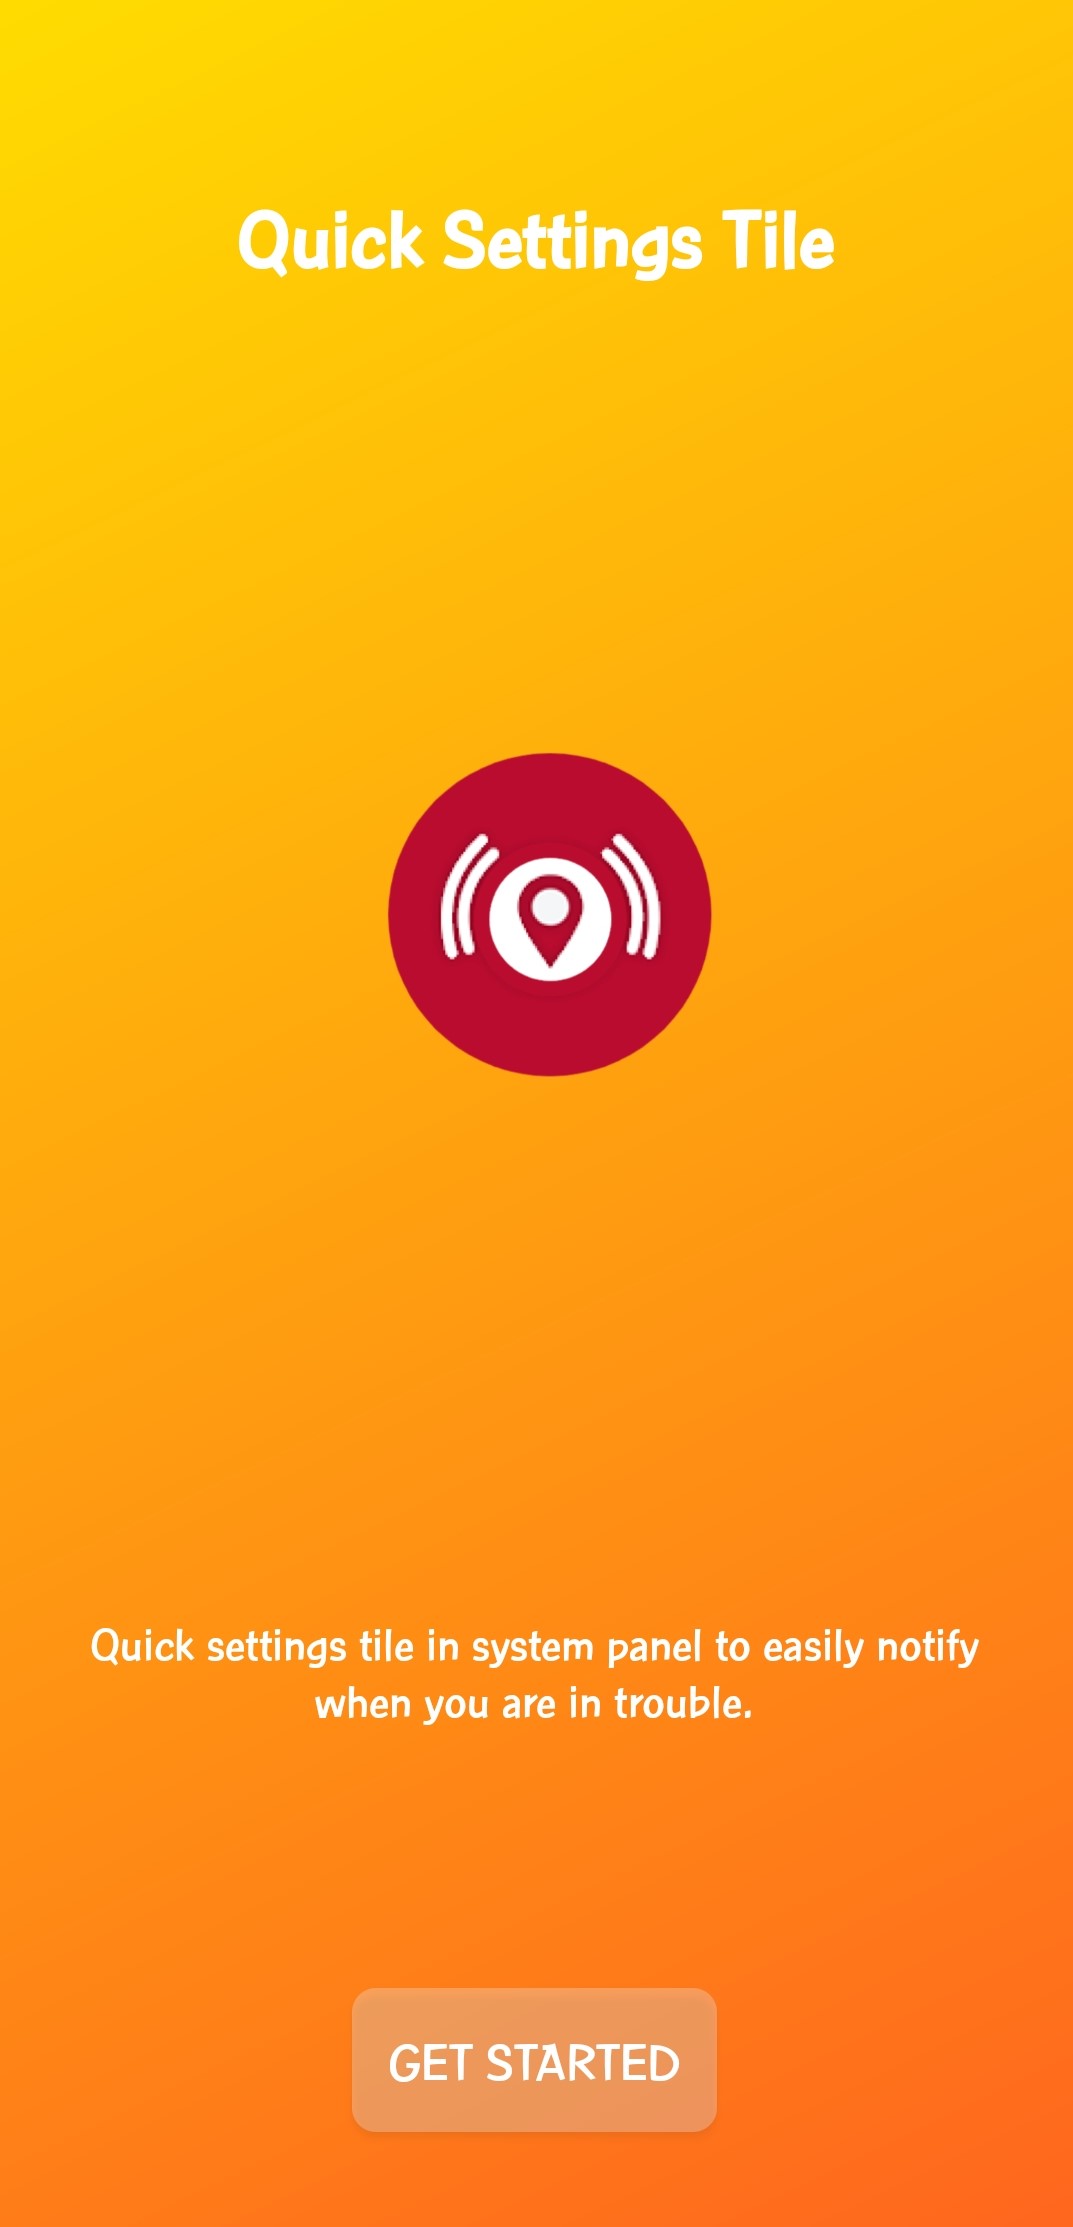 Quick Settings Tile
Quick settings tile in system panel to easily notify
when you are in trouble.
GET STARTED